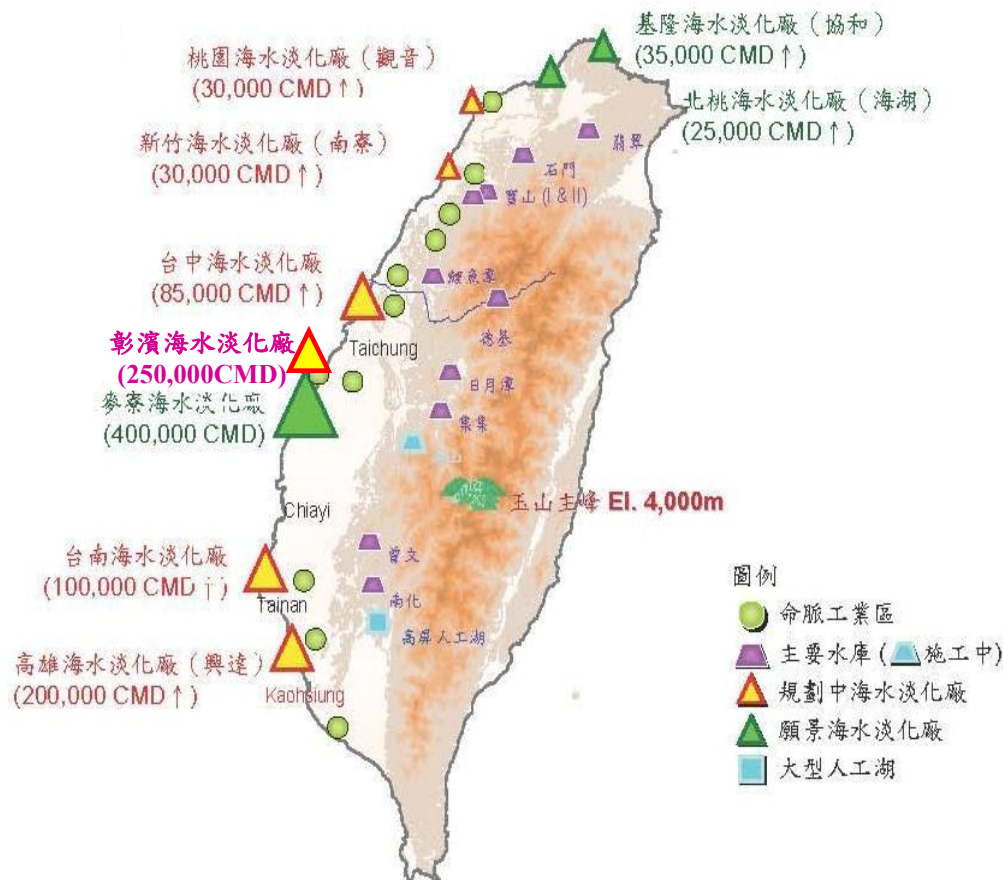 基隆海水淡化廠（協和）
(35,000 CMD↑)
桃園海水淡化廠（觀音）
(30,000 CMD↑)
北桃海水淡化廠（海湖）
(25,000 CMD↑)
新竹海水淡化廠（南寮）
(30,000 CMD↑)
翡翠
石門
寶山 (I & II)
台中海水淡化廠
(85,000 CMD↑)
鯉魚潭
德基
彰濱海水淡化廠
(250,000CMD)
Taichung
日月潭
麥寮海水淡化廠
(400,000 CMD)
集集
玉山主峰 El. 4,000m
Chiayi
曾文
台南海水淡化廠
(100,000 CMD↑)
Tainan
南化
高屏人工湖
高雄海水淡化廠（興達）
(200,000 CMD↑)
Kaohsiung
圖例
命脈工業區
主要水庫 (施工中)
規劃中海水淡化廠
願景海水淡化廠
大型人工湖